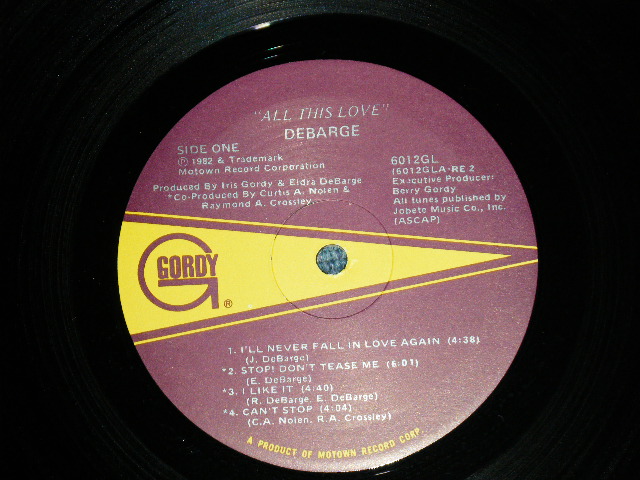 "ALL THIS LOVE"
DEBARGE
SIDE ONE
℗ 1982 & Trademark
Motown Record Corporation
Produced By Iris Gordy & Eldra DeBarge
*Co-Produced By Curtis A. Nolen &
Raymond A. Crossley
6012GL
(6012GLA-RE 2
Executive Producer:
Berry Gordy
All tunes published by
Jobete Music Co., Inc.
(ASCAP)
GORDY
®
1. I'LL NEVER FALL IN LOVE AGAIN (4:38)
(J. DeBarge)
*2. STOP! DON'T TEASE ME (6:01)
(E. DeBarge)
*3. I LIKE IT (4:40)
(R. DeBarge, E. DeBarge)
*4. CAN'T STOP (4:04)
(C.A. Nolen, R.A. Crossley)
A PRODUCT OF MOTOWN RECORD CORP.